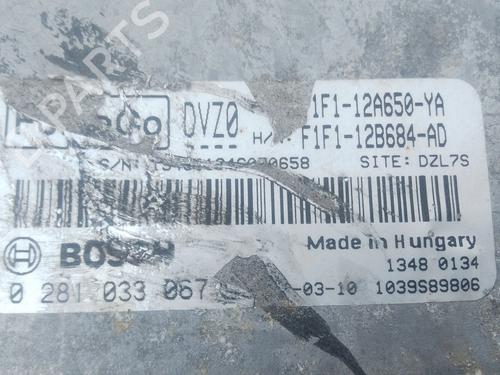 PARTS
1F1-12A650-YA
DVZ0 H/W: F1F1-12B684-AD
S/N: SITE: DZL7S
BOSCH Made in Hungary
1348 0134
0 281 033 067 -03-10 1039S89806